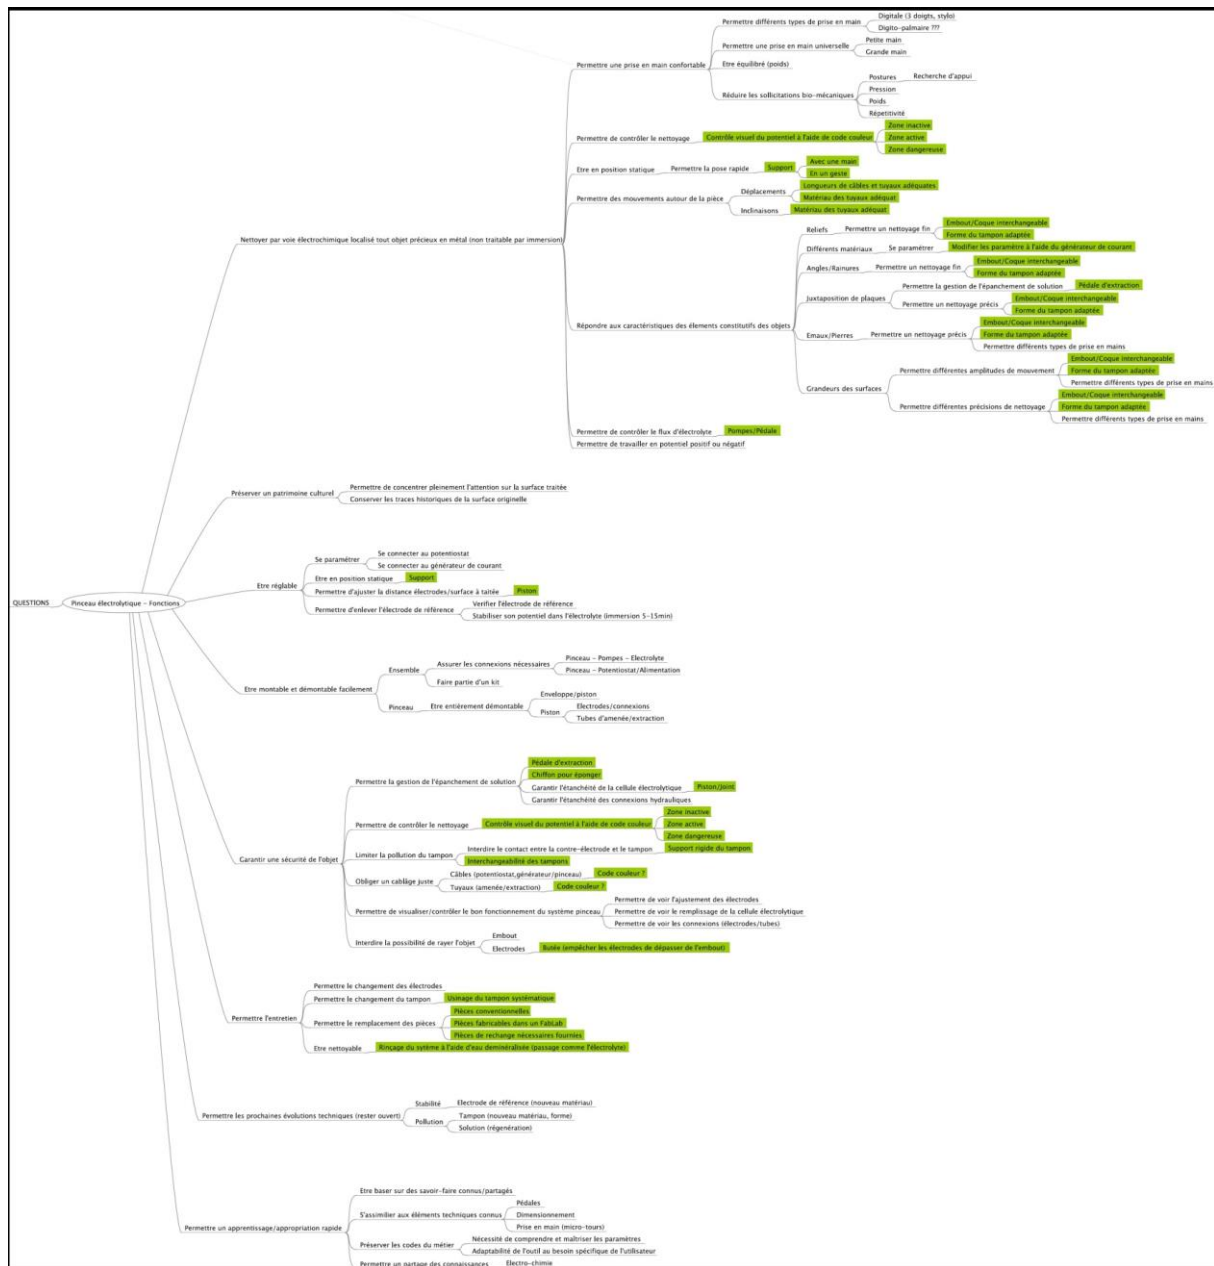 QUESTIONS
Pinceau électrolytique – Fonctions
Nettoyer par voie électrochimique localisé tout objet précieux en métal (non traitable par immersion)
Permettre une prise en main confortable
Permettre différents types de prise en main
Digitale (3 doigts, stylo)
Digito-palmaire ???
Permettre une prise en main universelle
Petite main
Grande main
Etre équilibré (poids)
Réduire les sollicitations bio-mécaniques
Postures
Recherche d'appui
Pression
Poids
Répetitivité
Permettre de contrôler le nettoyage
Contrôle visuel du potentiel à l'aide de code couleur
Zone inactive
Zone active
Zone dangereuse
Etre en position statique
Permettre la pose rapide
Support
Avec une main
En un geste
Permettre des mouvements autour de la pièce
Déplacements
Longueurs de câbles et tuyaux adéquates
Matériau des tuyaux adéquat
Inclinaisons
Matériau des tuyaux adéquat
Répondre aux caractéristiques des élements constitutifs des objets
Reliefs
Permettre un nettoyage fin
Embout/Coque interchangeable
Forme du tampon adaptée
Différents matériaux
Se paramétrer
Modifier les paramètre à l'aide du générateur de courant
Angles/Rainures
Permettre un nettoyage fin
Embout/Coque interchangeable
Forme du tampon adaptée
Juxtaposition de plaques
Permettre la gestion de l'épanchement de solution
Pédale d'extraction
Permettre un nettoyage précis
Embout/Coque interchangeable
Forme du tampon adaptée
Emaux/Pierres
Permettre un nettoyage précis
Embout/Coque interchangeable
Forme du tampon adaptée
Permettre différents types de prise en mains
Grandeurs des surfaces
Permettre différentes amplitudes de mouvement
Embout/Coque interchangeable
Forme du tampon adaptée
Permettre différents types de prise en mains
Permettre différentes précisions de nettoyage
Embout/Coque interchangeable
Forme du tampon adaptée
Permettre différents types de prise en mains
Permettre de contrôler le flux d'électrolyte
Pompes/Pédale
Permettre de travailler en potentiel positif ou négatif
Préserver un patrimoine culturel
Permettre de concentrer pleinement l'attention sur la surface traitée
Conserver les traces historiques de la surface originelle
Etre réglable
Se paramétrer
Se connecter au potentiostat
Se connecter au générateur de courant
Etre en position statique
Support
Permettre d'ajuster la distance électrodes/surface à taitée
Piston
Permettre d'enlever l'électrode de référence
Verifier l'électrode de référence
Stabiliser son potentiel dans l'électrolyte (immersion 5-15min)
Etre montable et démontable facilement
Ensemble
Assurer les connexions nécessaires
Pinceau – Pompes – Electrolyte
Pinceau – Potentiostat/Alimentation
Faire partie d'un kit
Pinceau
Etre entièrement démontable
Enveloppe/piston
Piston
Electrodes/connexions
Tubes d'amenée/extraction
Garantir une sécurité de l'objet
Permettre la gestion de l'épanchement de solution
Pédale d'extraction
Chiffon pour éponger
Garantir l'étanchéité de la cellule électrolytique
Piston/joint
Garantir l'étanchéité des connexions hydrauliques
Permettre de contrôler le nettoyage
Contrôle visuel du potentiel à l'aide de code couleur
Zone inactive
Zone active
Zone dangereuse
Limiter la pollution du tampon
Interdire le contact entre la contre-électrode et le tampon
Support rigide du tampon
Interchangeabilité des tampons
Obliger un cablâge juste
Câbles (potentiostat,générateur/pinceau)
Code couleur ?
Tuyaux (amenée/extraction)
Code couleur ?
Permettre de visualiser/contrôler le bon fonctionnement du système pinceau
Permettre de voir l'ajustement des électrodes
Permettre de voir le remplissage de la cellule électrolytique
Permettre de voir les connexions (électrodes/tubes)
Interdire la possibilité de rayer l'objet
Embout
Electrodes
Butée (empêcher les électrodes de dépasser de l'embout)
Permettre l'entretien
Permettre le changement des électrodes
Permettre le changement du tampon
Usinage du tampon systématique
Permettre le remplacement des pièces
Pièces conventionnelles
Pièces fabricables dans un FabLab
Pièces de rechange nécessaires fournies
Etre nettoyable
Rinçage du sytème à l'aide d'eau deminéralisée (passage comme l'électrolyte)
Permettre les prochaines évolutions techniques (rester ouvert)
Stabilité
Electrode de référence (nouveau matériau)
Pollution
Tampon (nouveau matériau, forme)
Solution (régenération)
Permettre un apprentissage/appropriation rapide
Etre baser sur des savoir-faire connus/partagés
S'assimilier aux éléments techniques connus
Pédales
Dimensionnement
Prise en main (micro-tours)
Préserver les codes du métier
Nécessité de comprendre et maîtriser les paramètres
Adaptabilité de l'outil au besoin spécifique de l'utilisateur
Permettre un partage des connaissances
Electro-chimie